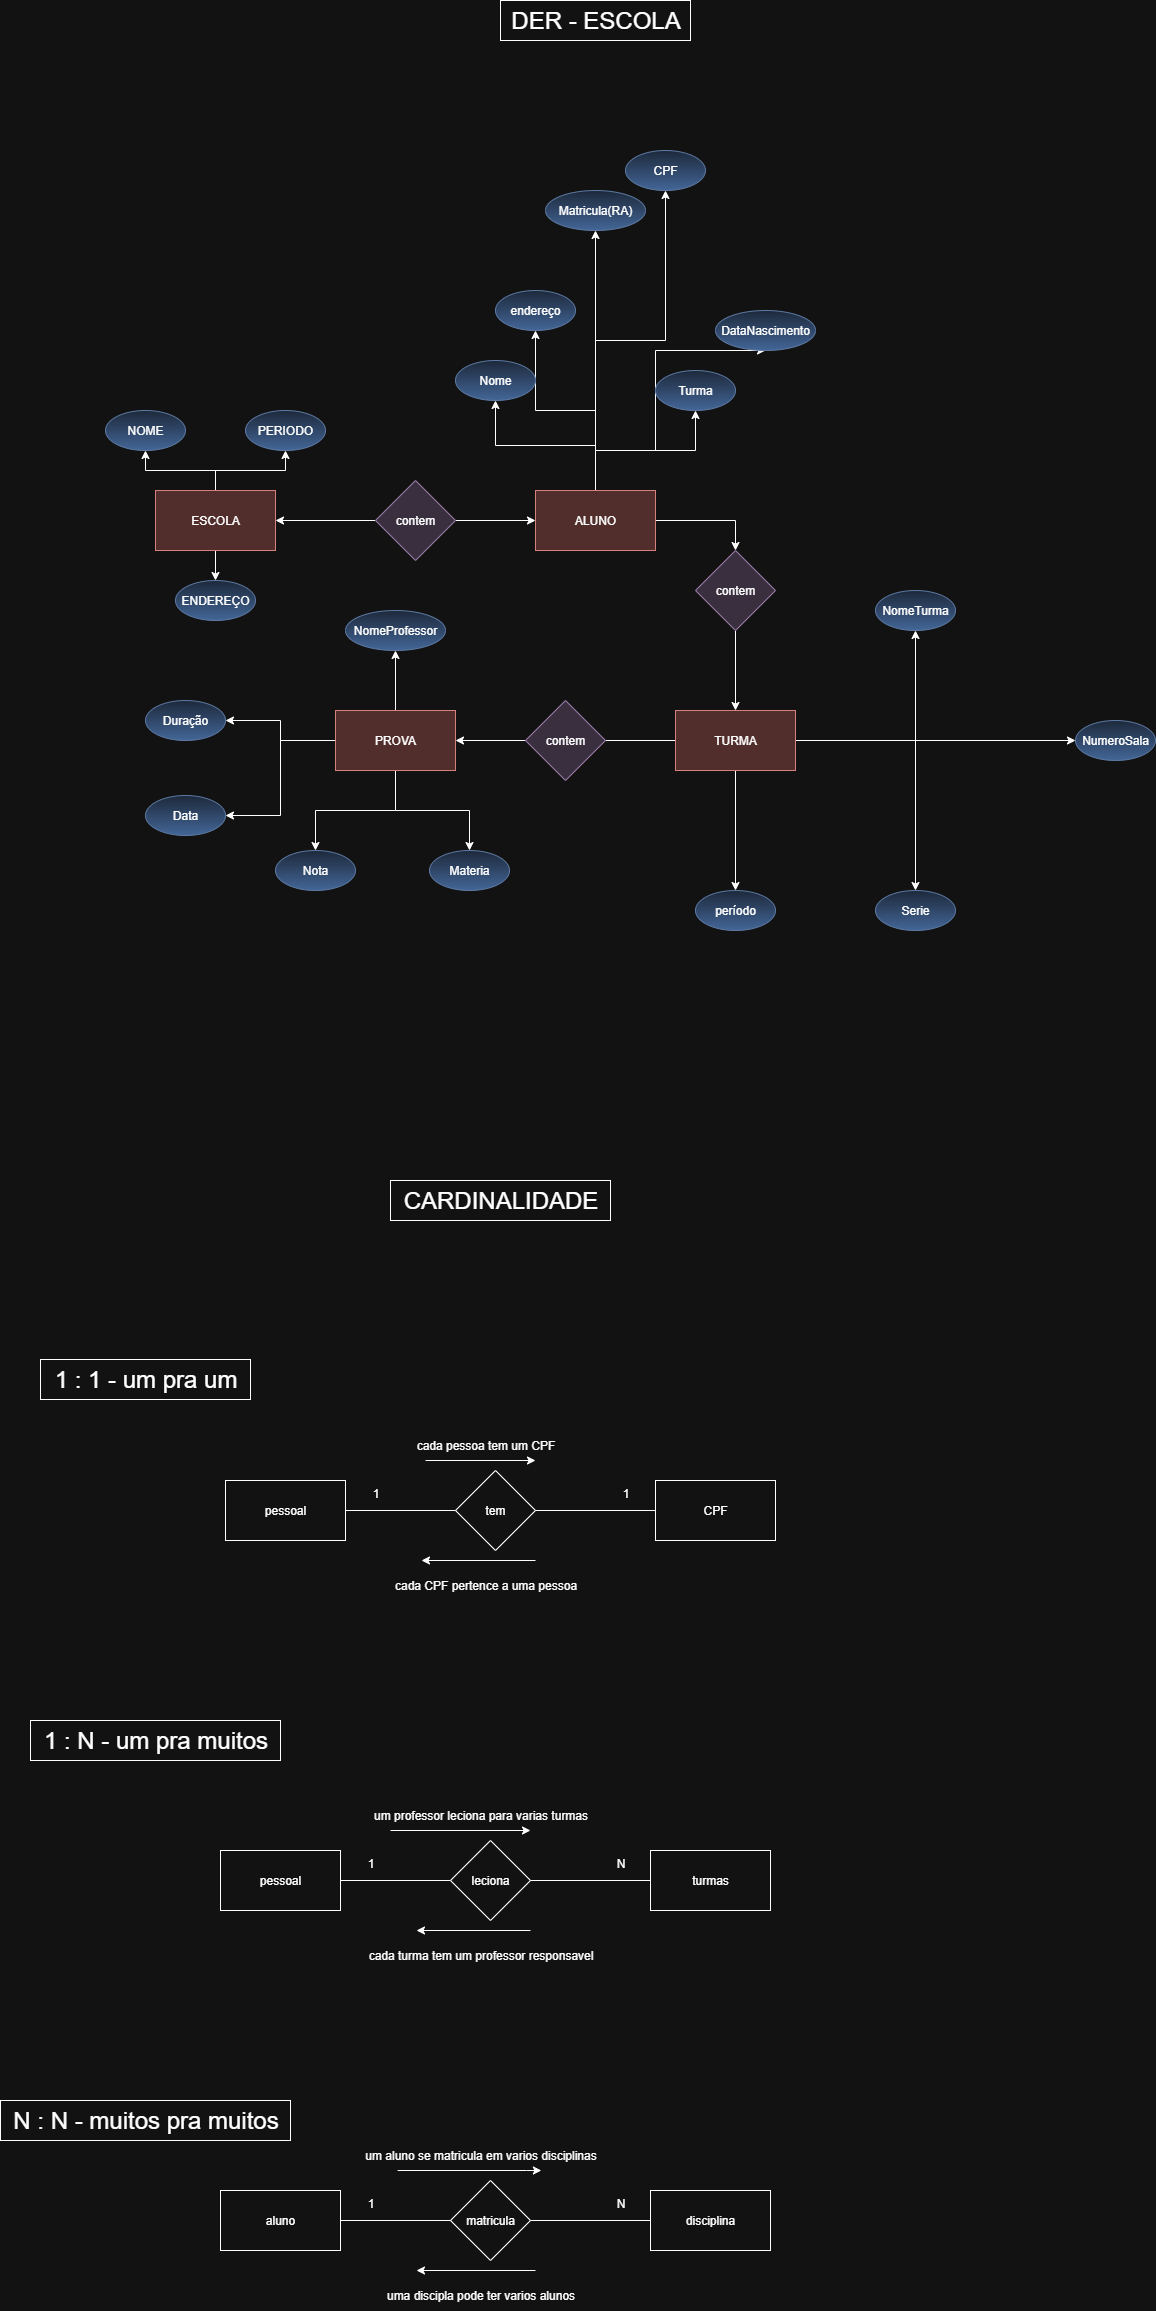 DER - ESCOLA
CPF
Matricula(RA)
endereço
DataNascimento
Nome
Turma
NOME
PERIODO
ESCOLA
contem
ALUNO
contem
ENDEREÇO
NomeTurma
NomeProfessor
Duração
PROVA
contem
TURMA
NumeroSala
Data
Nota
Materia
período
Serie
CARDINALIDADE
1 : 1 - um pra um
cada pessoa tem um CPF
1
1
pessoal
tem
CPF
cada CPF pertence a uma pessoa
1 : N - um pra muitos
um professor leciona para varias turmas
1
N
pessoal
leciona
turmas
cada turma tem um professor responsavel
N : N - muitos pra muitos
um aluno se matricula em varios disciplinas
1
N
aluno
matricula
disciplina
uma discipla pode ter varios alunos